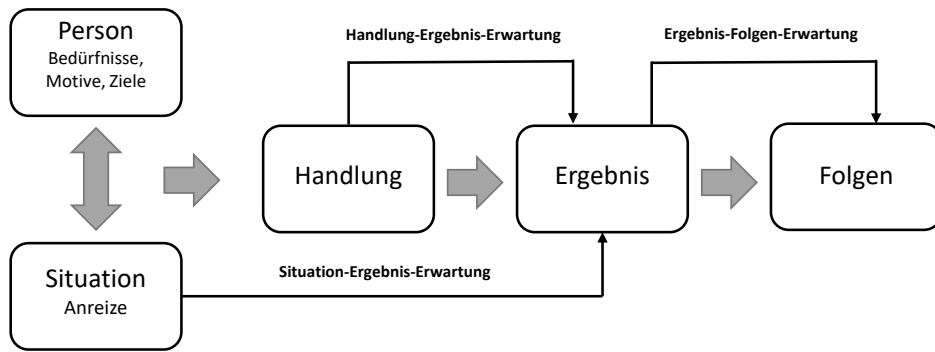 Person
Bedürfnisse,
Motive, Ziele
Handlung-Ergebnis-Erwartung
Ergebnis-Folgen-Erwartung
Handlung
Ergebnis
Folgen
Situation
Anreize
Situation-Ergebnis-Erwartung